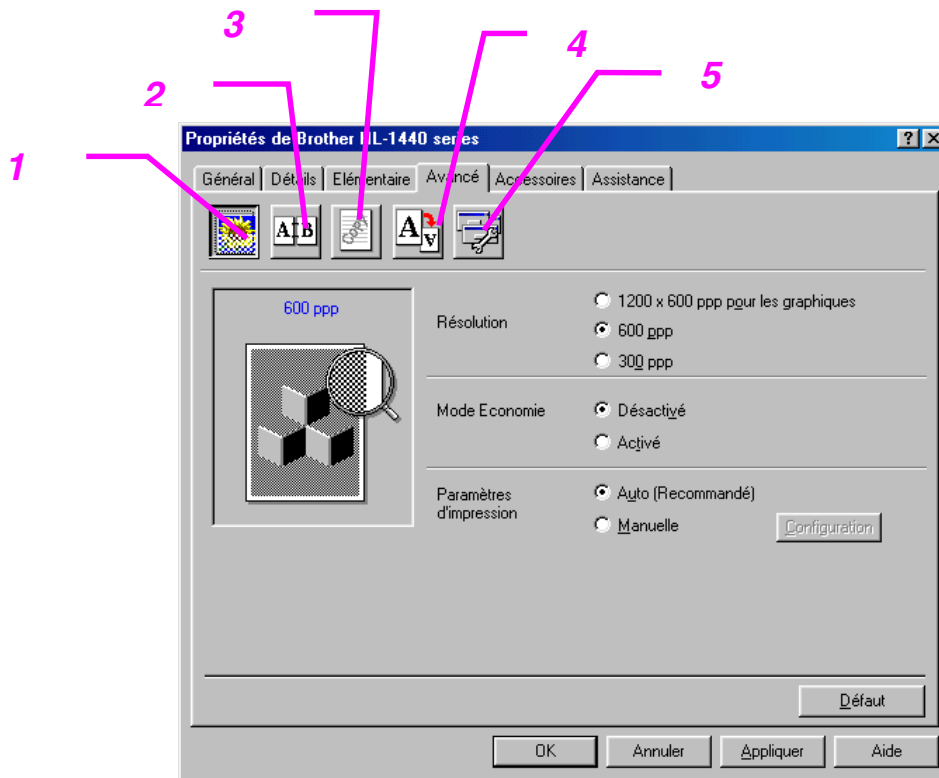 3
4
2
5
1
Propriétés de Brother HL-1440 series
Général Détails Elémentaire Avancé Accessoires Assistance
A B
COPY
A A
600 ppp
Résolution
1200 x 600 ppp pour les graphiques
600 ppp
300 ppp
Mode Economie
Désactivé
Activé
Paramètres
d'impression
Auto (Recommandé)
Manuelle
Configuration
Défaut
OK Annuler Appliquer Aide